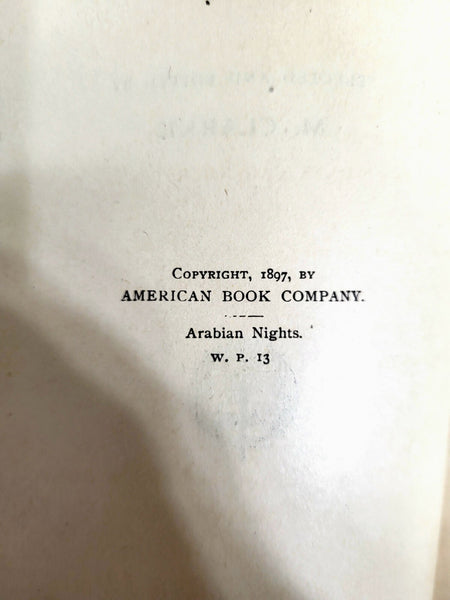 COPYRIGHT, 1897, BY
AMERICAN BOOK COMPANY.
Arabian Nights.
W. P. 13